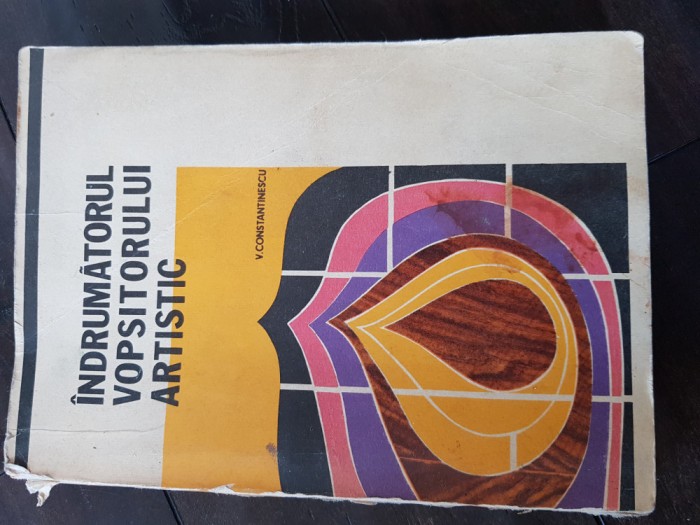 ÎNDRUMĂTORUL
VOPSITORULUI
ARTISTIC
V. CONSTANTINESCU